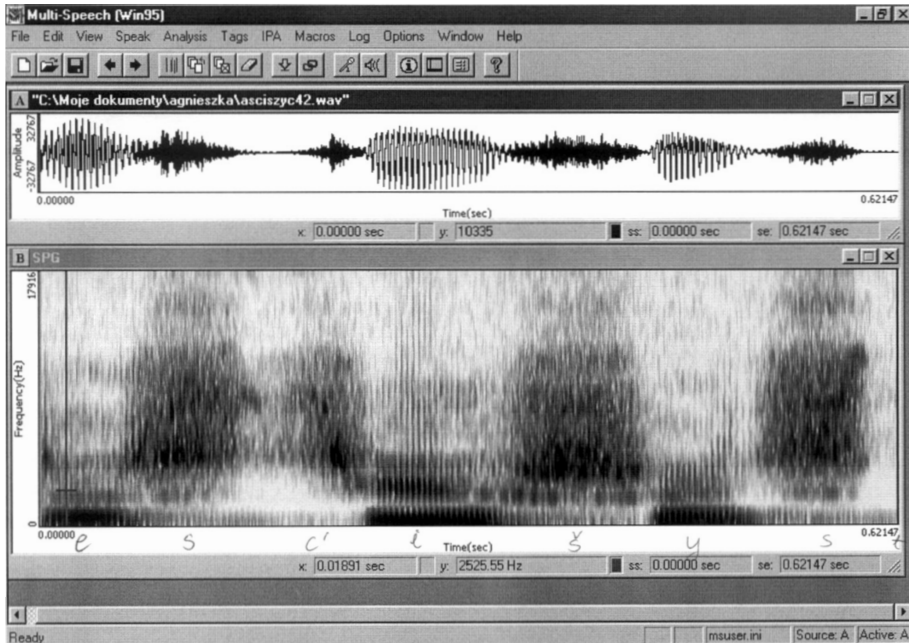 Multi-Speech (Win95)
File Edit View Speak Analysis Tags IPA Macros Log Options Window Help
A "C:\Moje dokumenty\agnieszka\asciszyc42.wav"
Amplitude
-32767 32767
0.00000 0.62147
Time(sec)
x: 0.00000 sec y: 10335 ss: 0.00000 sec se: 0.62147 sec
B SPG
17916
Frequency(Hz)
0
0.00000 0.62147
e s c' i š y s t
Time(sec)
x: 0.01891 sec y: 2525.55 Hz ss: 0.00000 sec se: 0.62147 sec
Ready msuser.ini Source: A Active: A